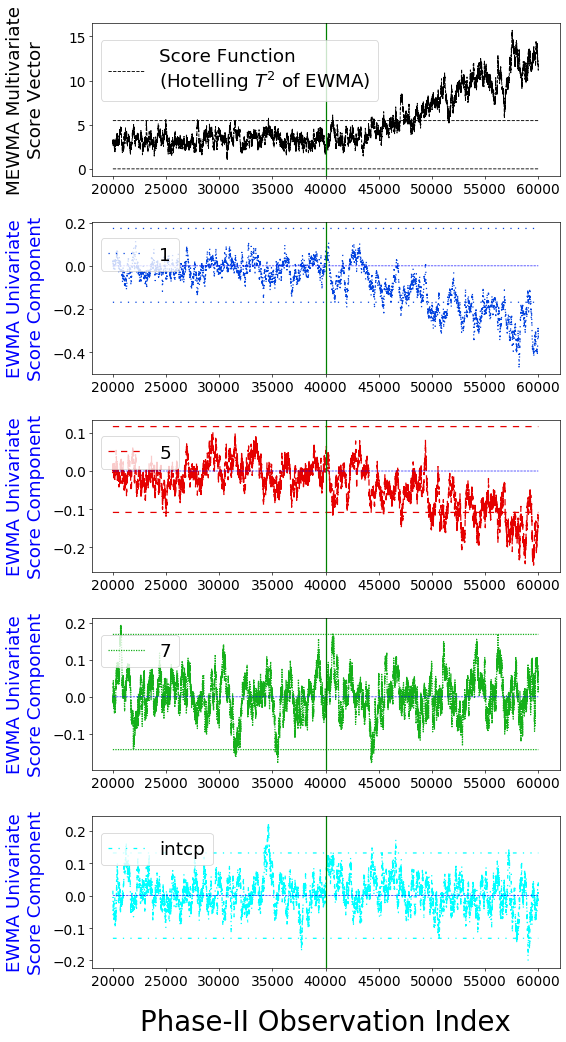 MEWMA Multivariate
Score Vector
15
10
5
0
Score Function
(Hotelling T² of EWMA)
20000 25000 30000 35000 40000 45000 50000 55000 60000
EWMA Univariate
Score Component
0.2
0.0
−0.2
−0.4
1
20000 25000 30000 35000 40000 45000 50000 55000 60000
EWMA Univariate
Score Component
0.1
0.0
−0.1
−0.2
5
20000 25000 30000 35000 40000 45000 50000 55000 60000
EWMA Univariate
Score Component
0.2
0.1
0.0
−0.1
7
20000 25000 30000 35000 40000 45000 50000 55000 60000
EWMA Univariate
Score Component
0.2
0.1
0.0
−0.1
−0.2
intcp
20000 25000 30000 35000 40000 45000 50000 55000 60000
Phase-II Observation Index